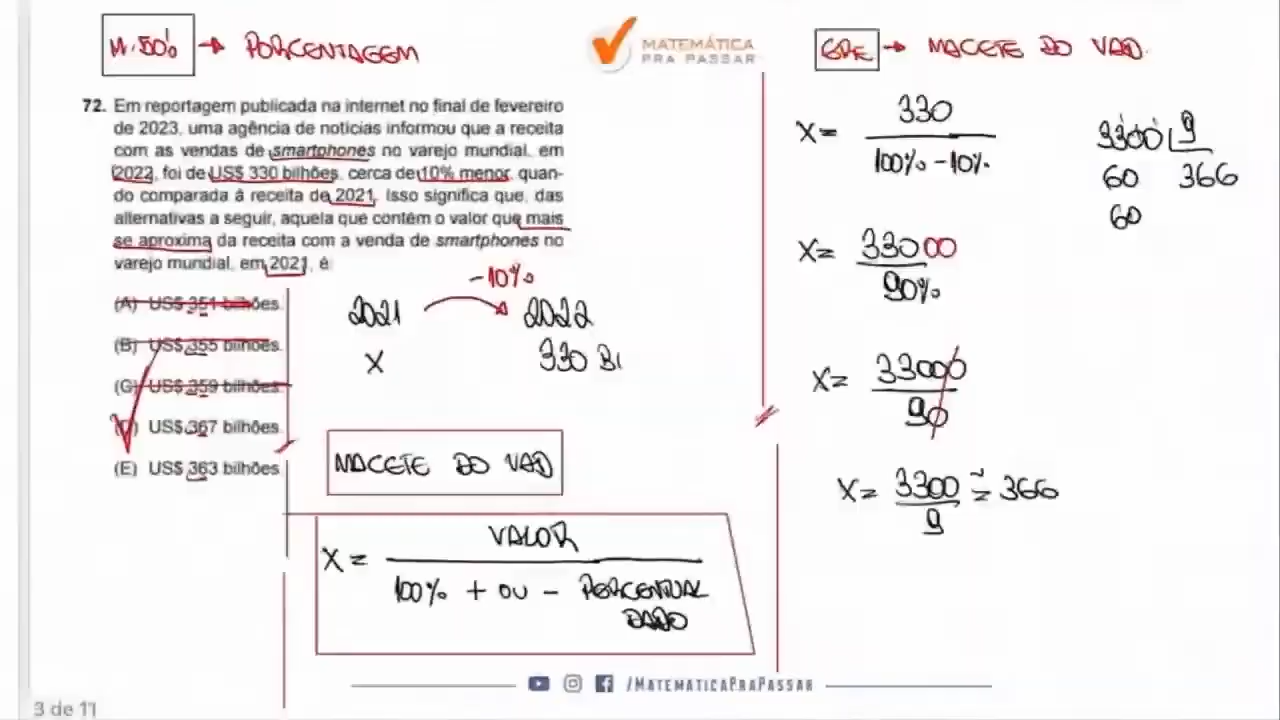 M.50% → PORCENTAGEM
MATEMÁTICA
PRA PASSAR
→ MACETE DO VAD.
72. Em reportagem publicada na internet no final de fevereiro
de 2023, uma agência de notícias informou que a receita
com as vendas de smartphones no varejo mundial, em
2022, foi de US$ 330 bilhões, cerca de 10% menor, quan-
do comparada à receita de 2021. Isso significa que, das
alternativas a seguir, aquela que contém o valor que mais
se aproxima da receita com a venda de smartphones no
varejo mundial, em 2021, é
(A) US$ 351 bilhões.
(B) US$ 355 bilhões.
(C) US$ 359 bilhões.
(D) US$ 367 bilhões.
(E) US$ 363 bilhões.
-10%
2021 2022
X 330 BI
MACETE DO VAD
X = VALOR
100% + OU - PERCENTUAL
DADO
X = 330
100% - 10%
3300 9
60 366
60
X = 33000
90%
X = 33000
90
X = 3300 ≅ 366
9
/MATEMATICAPRAPASSAR
3 de 11